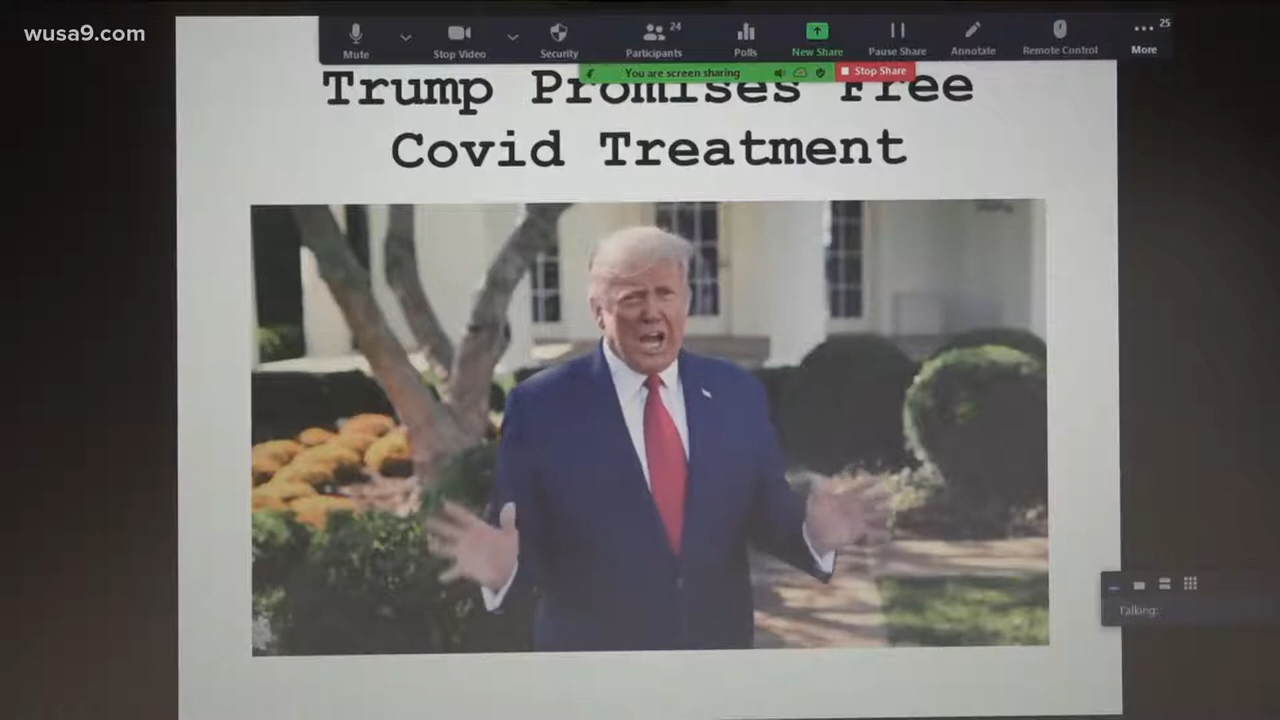 wusa9.com
24
25
Mute
Stop Video
Security
Participants
Polls
New Share
Pause Share
Annotate
Remote Control
More
You are screen sharing
Stop Share
Trump Promises Free
Covid Treatment
Talking: